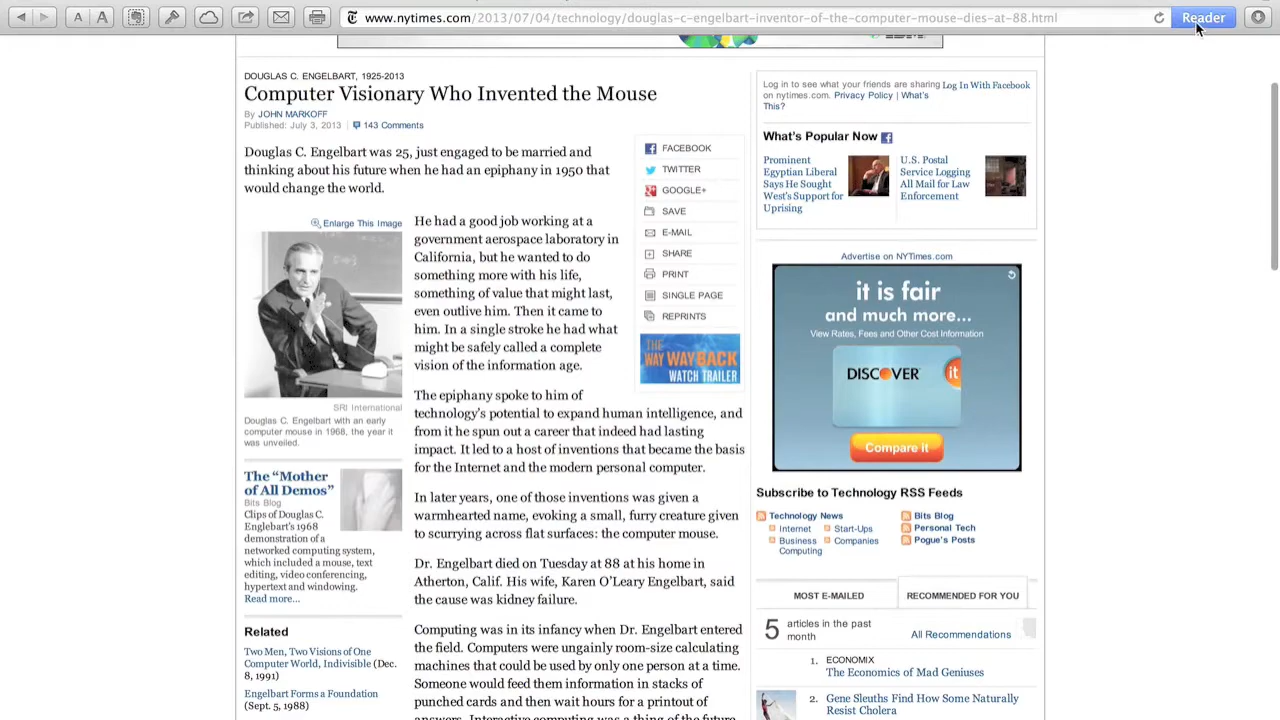 A A www.nytimes.com/2013/07/04/technology/douglas-c-engelbart-inventor-of-the-computer-mouse-dies-at-88.html Reader
DOUGLAS C. ENGELBART, 1925-2013
Computer Visionary Who Invented the Mouse
By JOHN MARKOFF
Published: July 3, 2013 | 143 Comments
Douglas C. Engelbart was 25, just engaged to be married and
thinking about his future when he had an epiphany in 1950 that
would change the world.
FACEBOOK
TWITTER
GOOGLE+
SAVE
E-MAIL
SHARE
PRINT
SINGLE PAGE
REPRINTS
THE
WAY WAY BACK
WATCH TRAILER
Enlarge This Image
SRI International
Douglas C. Engelbart with an early
computer mouse in 1968, the year it
was unveiled.
The “Mother
of All Demos”
Bits Blog
Clips of Douglas C.
Englebart's 1968
demonstration of a
networked computing system,
which included a mouse, text
editing, video conferencing,
hypertext and windowing.
Read more...
Related
Two Men, Two Visions of One
Computer World, Indivisible (Dec.
8, 1991)
Engelbart Forms a Foundation
(Sept. 5, 1988)
He had a good job working at a
government aerospace laboratory in
California, but he wanted to do
something more with his life,
something of value that might last,
even outlive him. Then it came to
him. In a single stroke he had what
might be safely called a complete
vision of the information age.
The epiphany spoke to him of
technology’s potential to expand human intelligence, and
from it he spun out a career that indeed had lasting
impact. It led to a host of inventions that became the basis
for the Internet and the modern personal computer.
In later years, one of those inventions was given a
warmhearted name, evoking a small, furry creature given
to scurrying across flat surfaces: the computer mouse.
Dr. Engelbart died on Tuesday at 88 at his home in
Atherton, Calif. His wife, Karen O’Leary Engelbart, said
the cause was kidney failure.
Computing was in its infancy when Dr. Engelbart entered
the field. Computers were ungainly room-size calculating
machines that could be used by only one person at a time.
Someone would feed them information in stacks of
punched cards and then wait hours for a printout of
answers. Interactive computing was a thing of the future
Log in to see what your friends are sharing
on nytimes.com. Privacy Policy | What's
This?
Log In With Facebook
What's Popular Now
Prominent
Egyptian Liberal
Says He Sought
West's Support for
Uprising
U.S. Postal
Service Logging
All Mail for Law
Enforcement
Advertise on NYTimes.com
it is fair
and much more...
View Rates, Fees and Other Cost Information
DISCOVER it
Compare it
Subscribe to Technology RSS Feeds
Technology News
Internet
Start-Ups
Business
Computing
Companies
Bits Blog
Personal Tech
Pogue's Posts
MOST E-MAILED
RECOMMENDED FOR YOU
5 articles in the past
month
All Recommendations
1. ECONOMIX
The Economics of Mad Geniuses
2. Gene Sleuths Find How Some Naturally
Resist Cholera